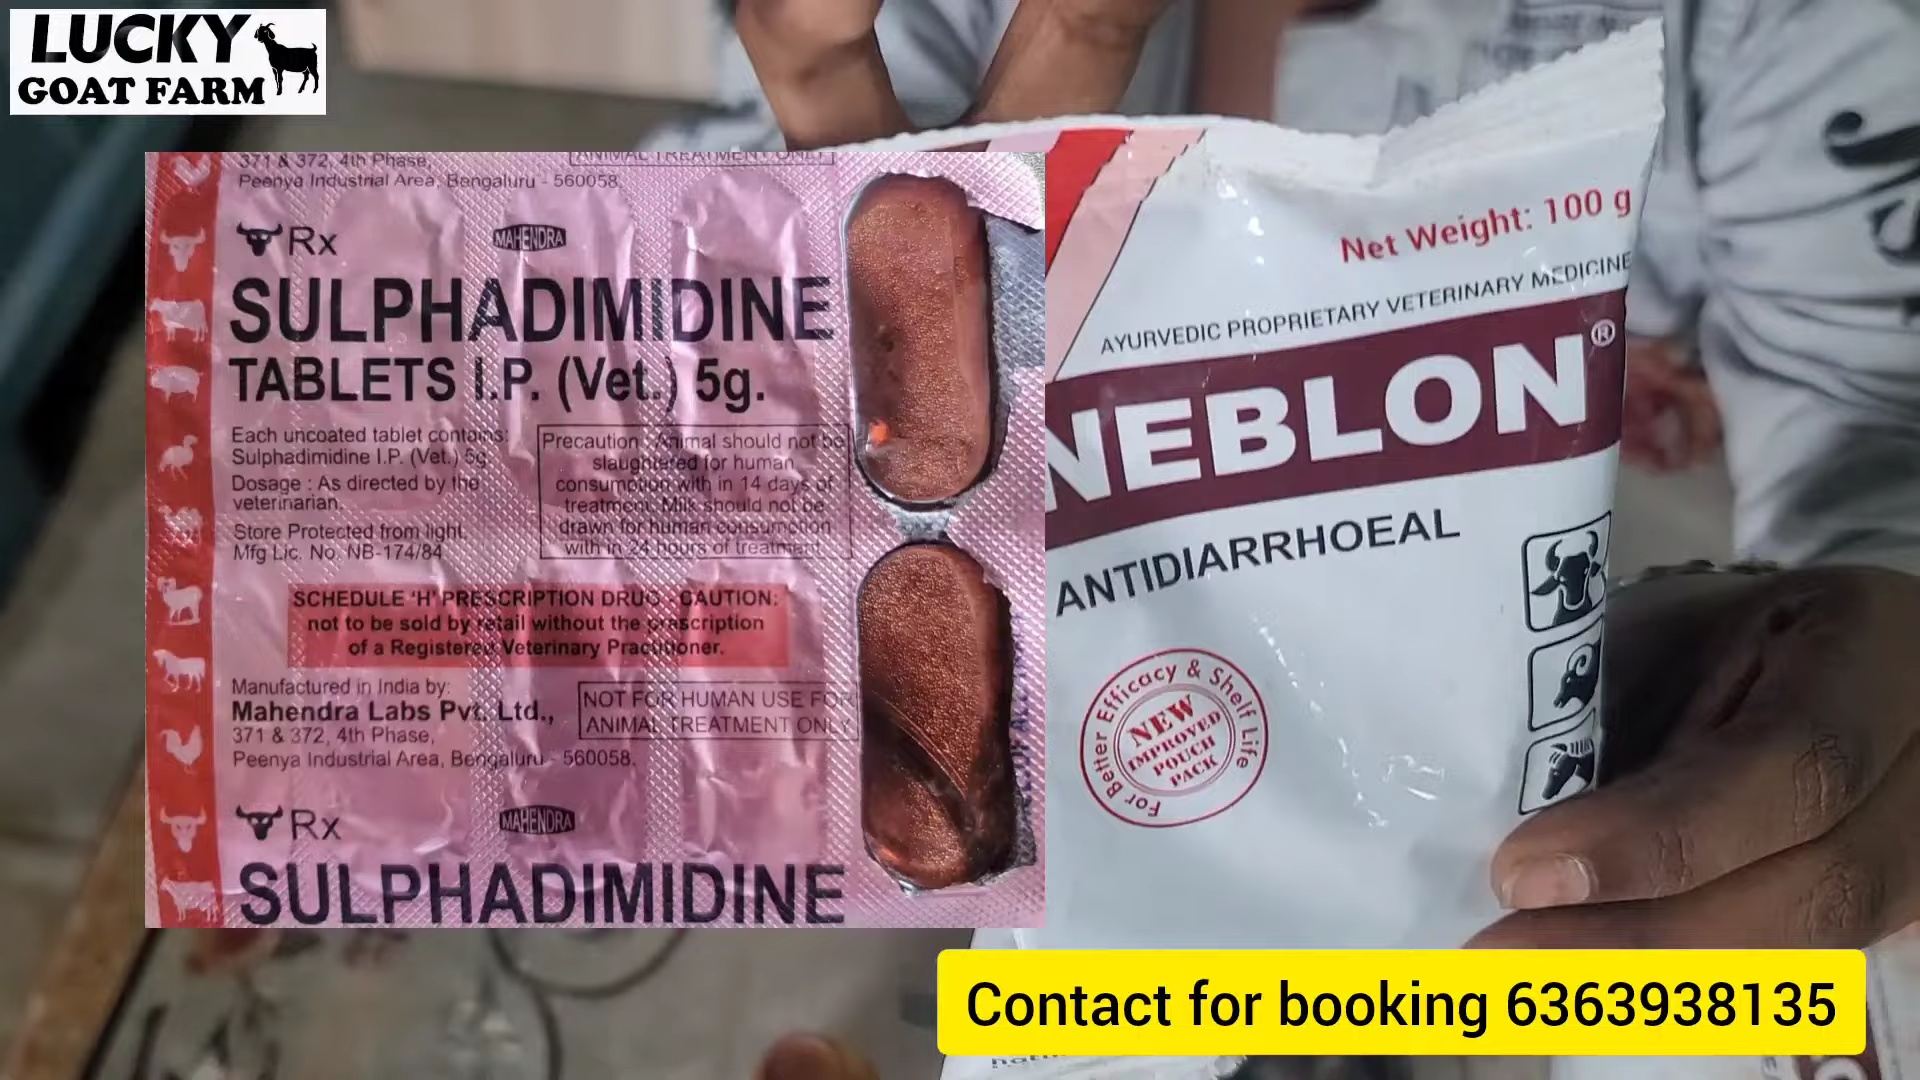 LUCKY
GOAT FARM
371 & 372, 4th Phase,
Peenya Industrial Area, Bengaluru - 560058.
ANIMAL TREATMENT ONLY
Rx
MAHENDRA
SULPHADIMIDINE
TABLETS I.P. (Vet.) 5g.
Each uncoated tablet contains:
Sulphadimidine I.P. (Vet.) 5g
Dosage : As directed by the
veterinarian.
Store Protected from light.
Mfg Lic. No. NB-174/84
Precaution : Animal should not be
slaughtered for human
consumption with in 14 days of
treatment. Milk should not be
drawn for human consumption
with in 24 hours of treatment.
SCHEDULE ‘H’ PRESCRIPTION DRUG - CAUTION:
not to be sold by retail without the prescription
of a Registered Veterinary Practitioner.
Manufactured in India by:
Mahendra Labs Pvt. Ltd.,
371 & 372, 4th Phase,
Peenya Industrial Area, Bengaluru - 560058.
NOT FOR HUMAN USE FOR
ANIMAL TREATMENT ONLY
Rx
MAHENDRA
SULPHADIMIDINE
Net Weight: 100 g
AYURVEDIC PROPRIETARY VETERINARY MEDICINE
NEBLON®
ANTIDIARRHOEAL
For Better Efficacy & Shelf Life
NEW
IMPROVED
POUCH
PACK
Contact for booking 6363938135